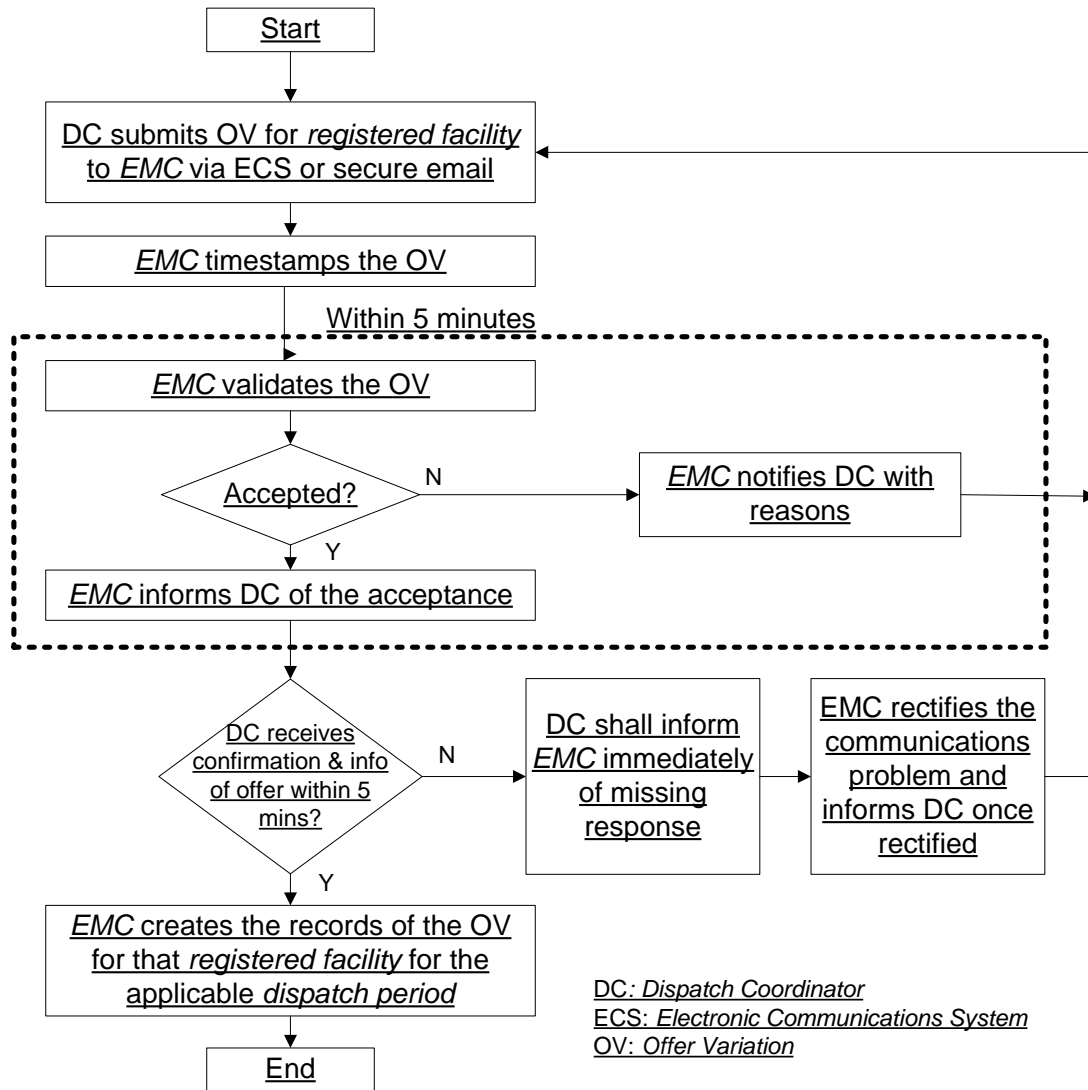 Start
DC submits OV for registered facility
to EMC via ECS or secure email
EMC timestamps the OV
Within 5 minutes
EMC validates the OV
Accepted?
N
EMC notifies DC with
reasons
Y
EMC informs DC of the acceptance
DC receives
confirmation & info
of offer within 5
mins?
N
DC shall inform
EMC immediately
of missing
response
EMC rectifies the
communications
problem and
informs DC once
rectified
Y
EMC creates the records of the OV
for that registered facility for the
applicable dispatch period
End
DC: Dispatch Coordinator
ECS: Electronic Communications System
OV: Offer Variation